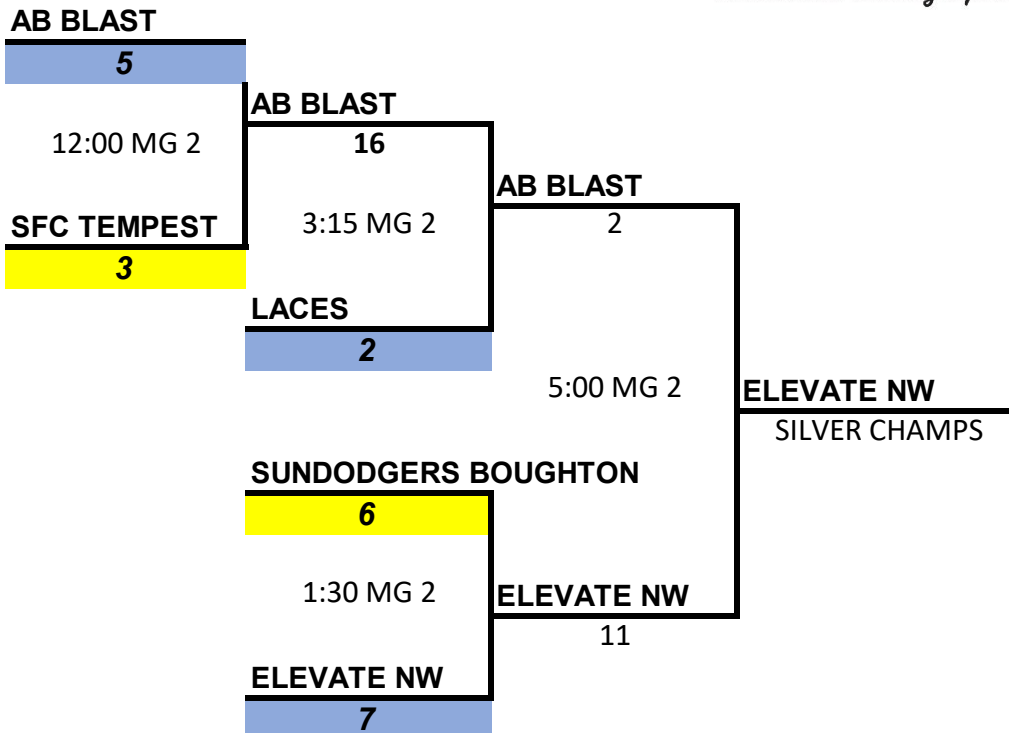 AB BLAST
5
12:00 MG 2
SFC TEMPEST
3
AB BLAST
16
3:15 MG 2
LACES
2
AB BLAST
2
5:00 MG 2
SUNDODGERS BOUGHTON
6
1:30 MG 2
ELEVATE NW
7
ELEVATE NW
11
ELEVATE NW
SILVER CHAMPS